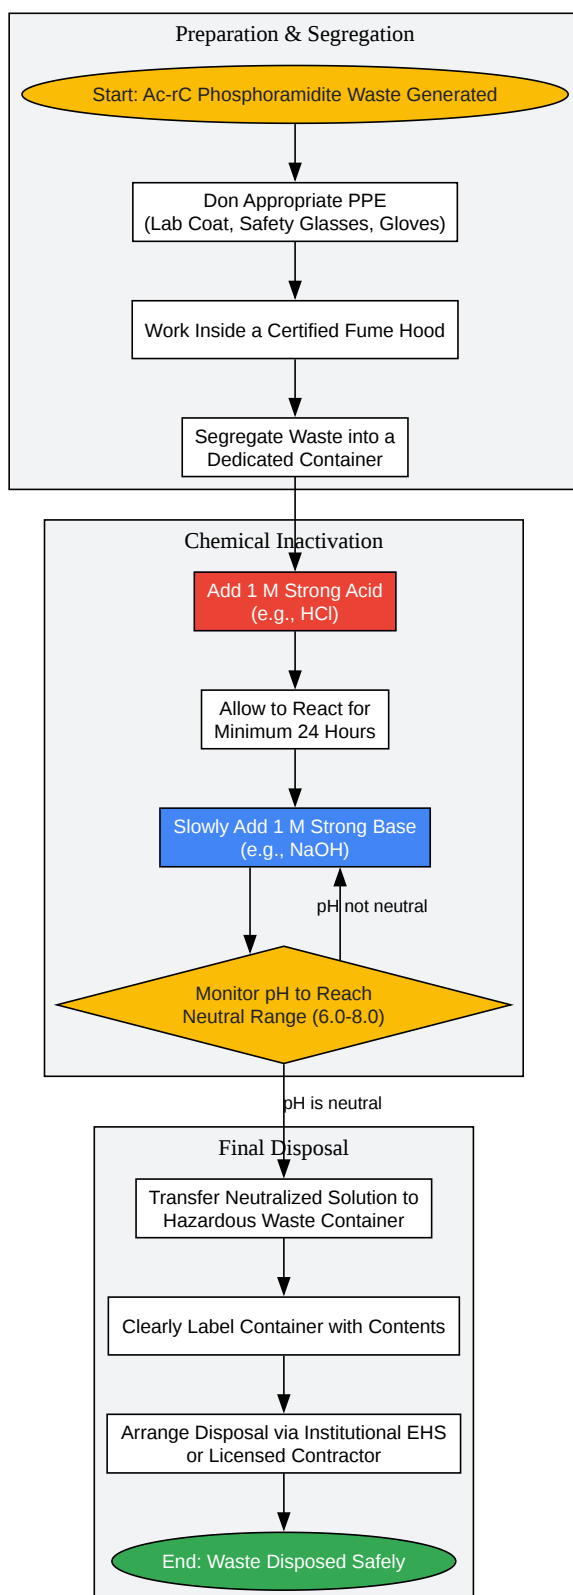 Preparation & Segregation
Start: Ac-rC Phosphoramidite Waste Generated
Don Appropriate PPE
(Lab Coat, Safety Glasses, Gloves)
Work Inside a Certified Fume Hood
Segregate Waste into a
Dedicated Container
Chemical Inactivation
Add 1 M Strong Acid
(e.g., HCl)
Allow to React for
Minimum 24 Hours
Slowly Add 1 M Strong Base
(e.g., NaOH)
pH not neutral
Monitor pH to Reach
Neutral Range (6.0-8.0)
pH is neutral
Final Disposal
Transfer Neutralized Solution to
Hazardous Waste Container
Clearly Label Container with Contents
Arrange Disposal via Institutional EHS
or Licensed Contractor
End: Waste Disposed Safely